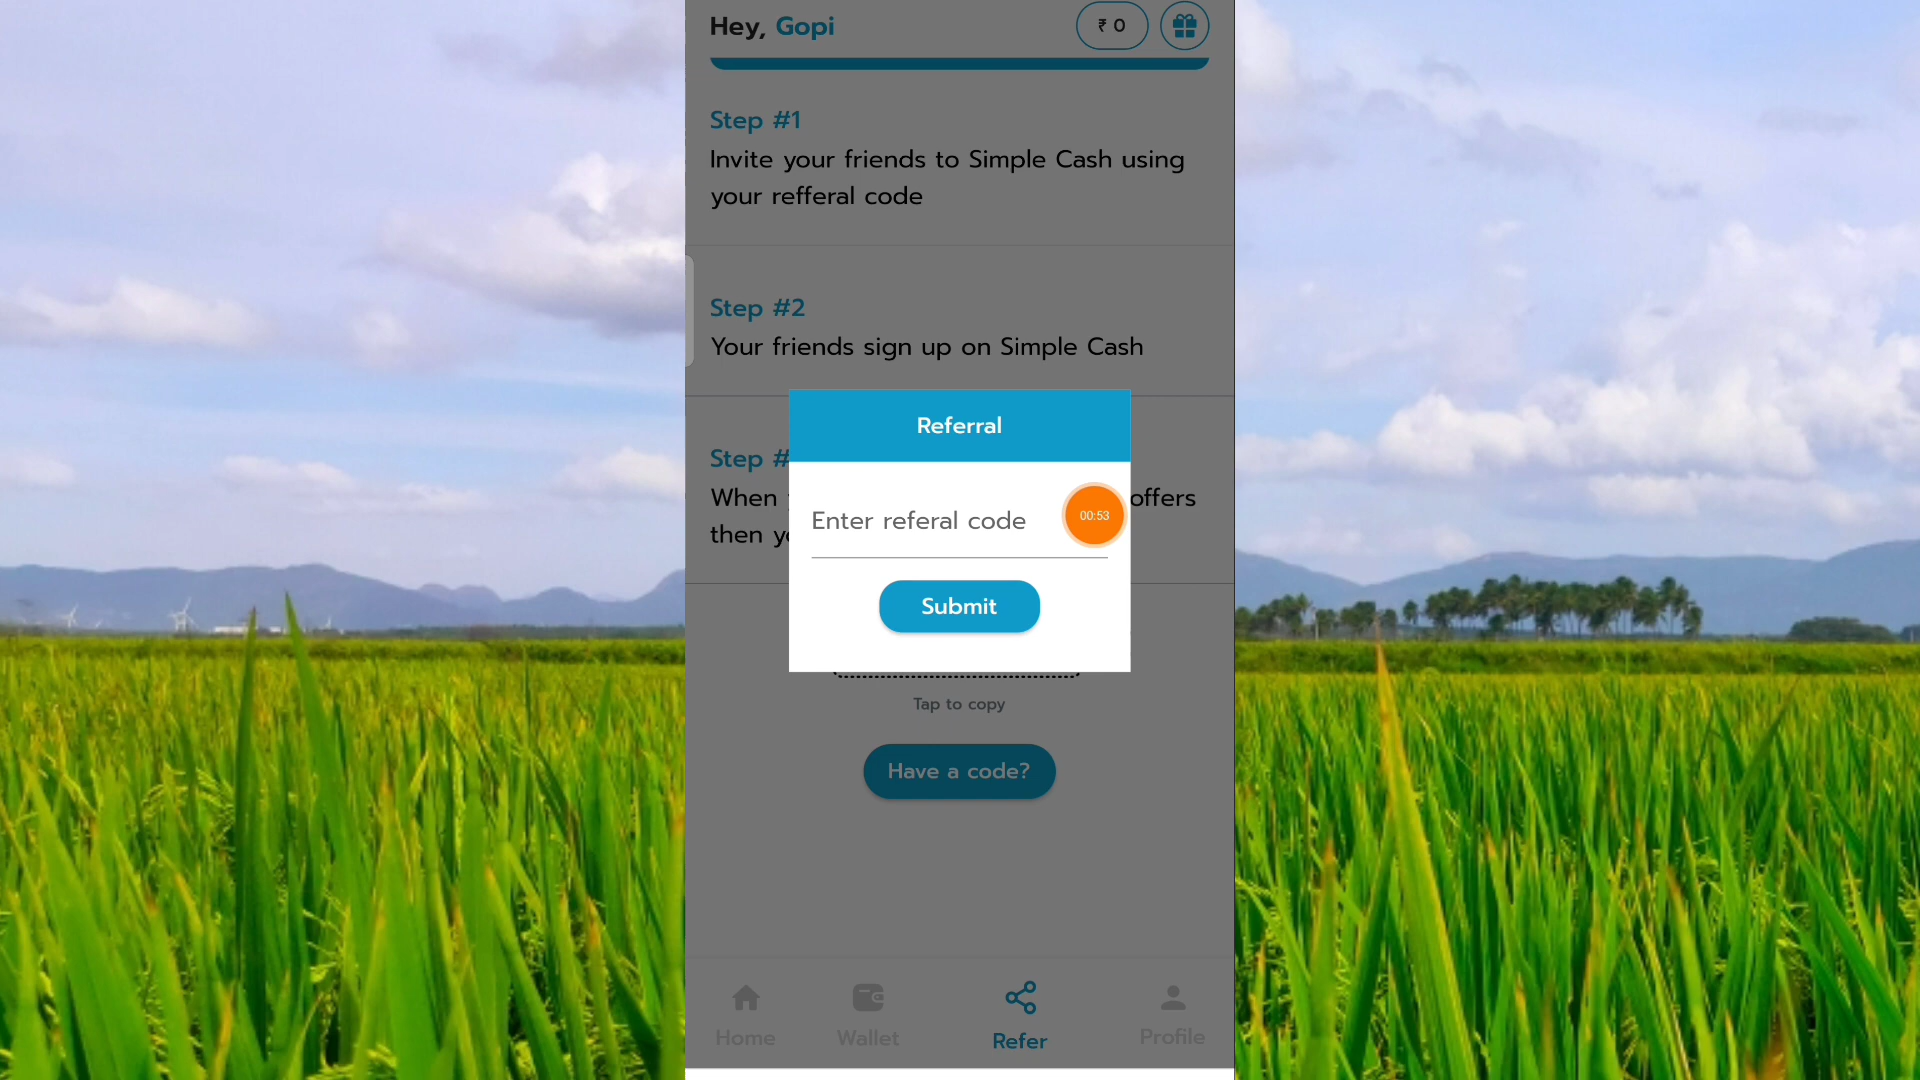 Hey, Gopi
₹ 0
Step #1
Invite your friends to Simple Cash using
your refferal code
Step #2
Your friends sign up on Simple Cash
Step #
When
offers
then
Referral
Enter referal code
00:53
Submit
Tap to copy
Have a code?
Home
Wallet
Refer
Profile